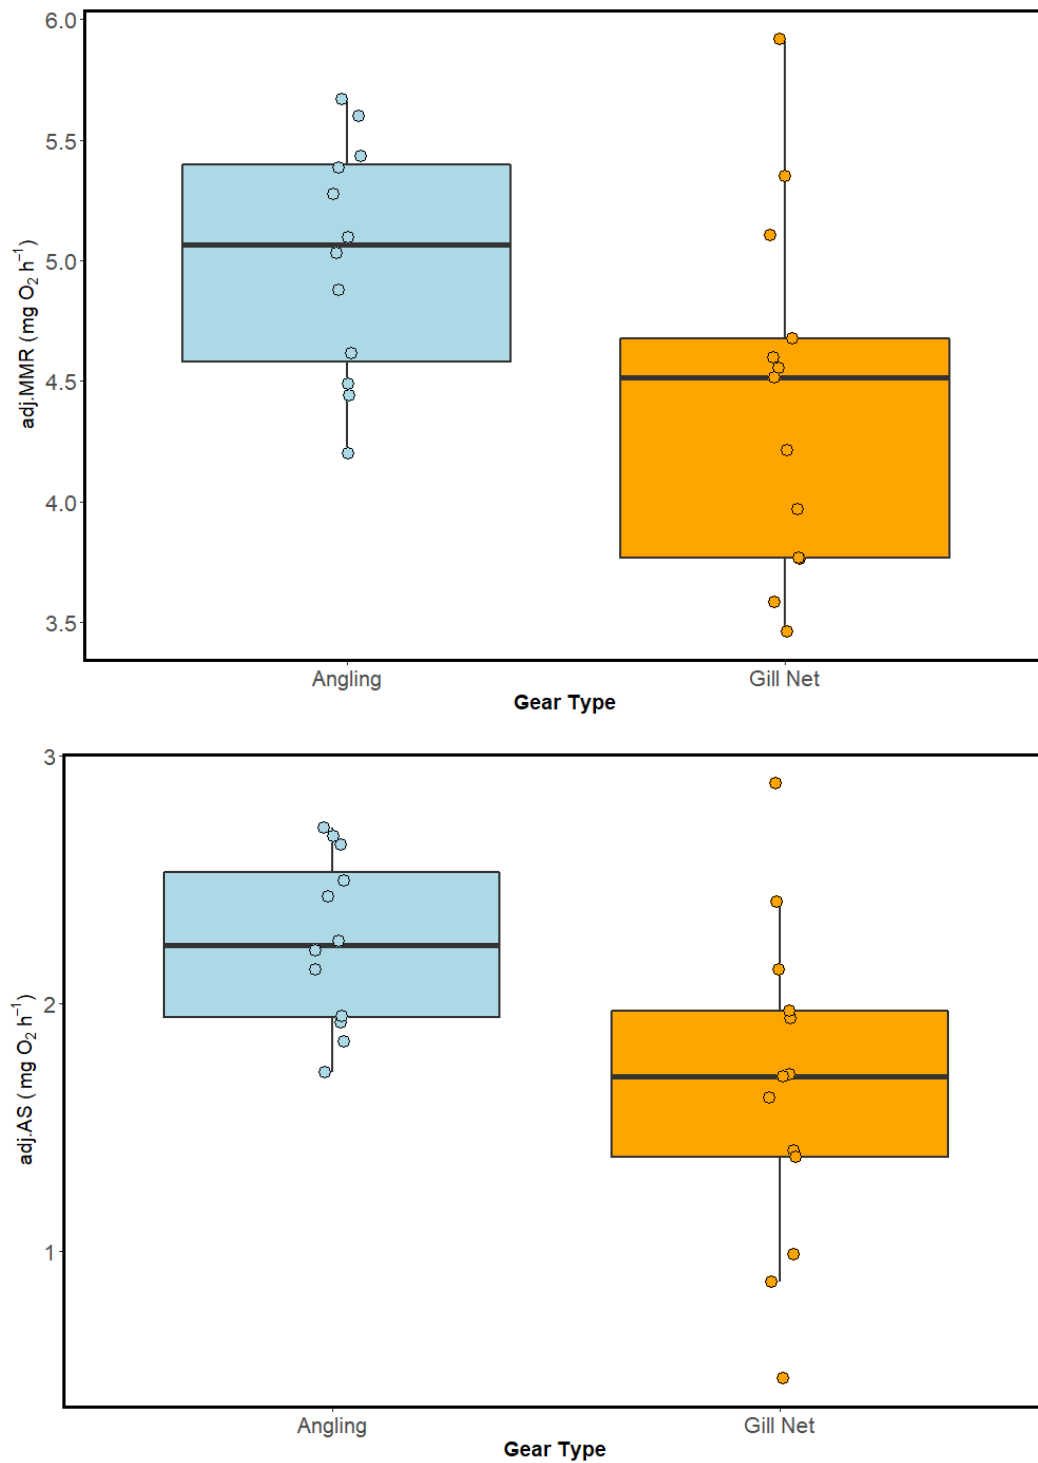 6.0
5.5
5.0
4.5
4.0
3.5
adj.MMR (mg O₂ h⁻¹)
Angling
Gill Net
Gear Type
3
2
1
adj.AS ( mg O₂ h⁻¹)
Angling
Gill Net
Gear Type